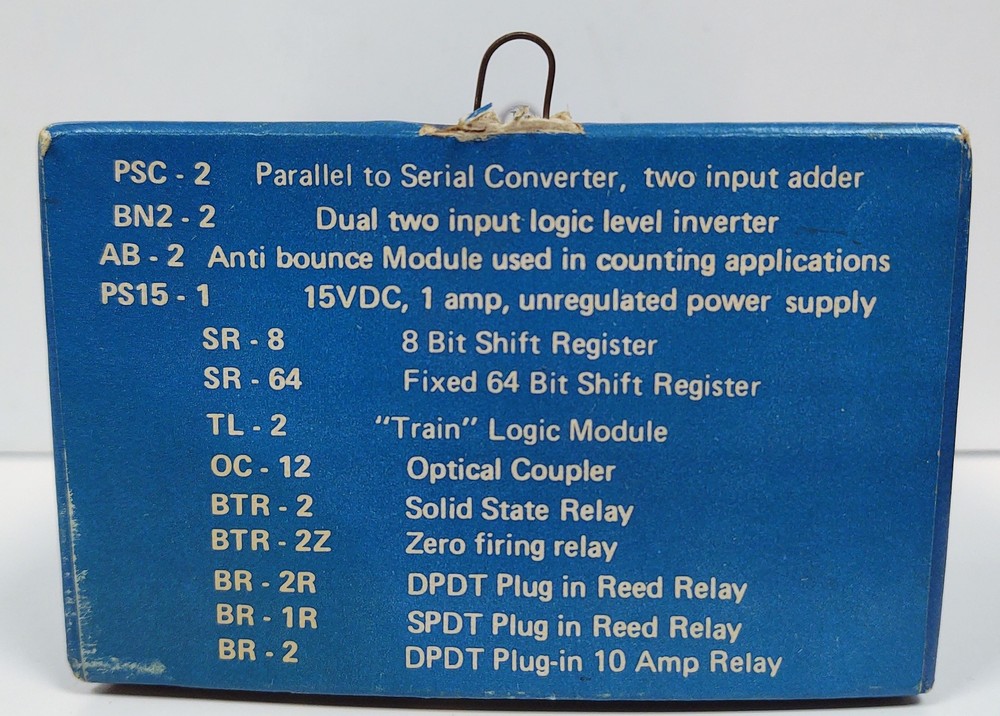 PSC - 2 Parallel to Serial Converter, two input adder
BN2 - 2 Dual two input logic level inverter
AB - 2 Anti bounce Module used in counting applications
PS15 - 1 15VDC, 1 amp, unregulated power supply
SR - 8 8 Bit Shift Register
SR - 64 Fixed 64 Bit Shift Register
TL - 2 “Train” Logic Module
OC - 12 Optical Coupler
BTR - 2 Solid State Relay
BTR - 2Z Zero firing relay
BR - 2R DPDT Plug in Reed Relay
BR - 1R SPDT Plug in Reed Relay
BR - 2 DPDT Plug-in 10 Amp Relay